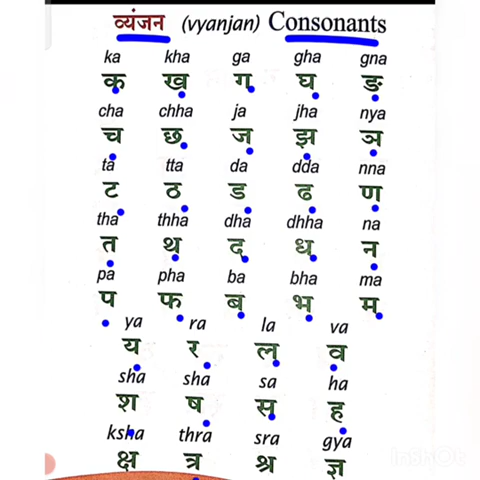 व्यंजन (vyanjan) Consonants
ka kha ga gha gna
क ख ग घ ङ
cha chha ja jha nya
च छ ज झ ञ
ta tta da dda nna
ट ठ ड ढ ण
tha thha dha dhha na
त थ द ध न
pa pha ba bha ma
प फ ब भ म
ya ra la va
य र ल व
sha sha sa ha
श ष स ह
ksha thra sra gya
क्ष त्र श्र ज्ञ